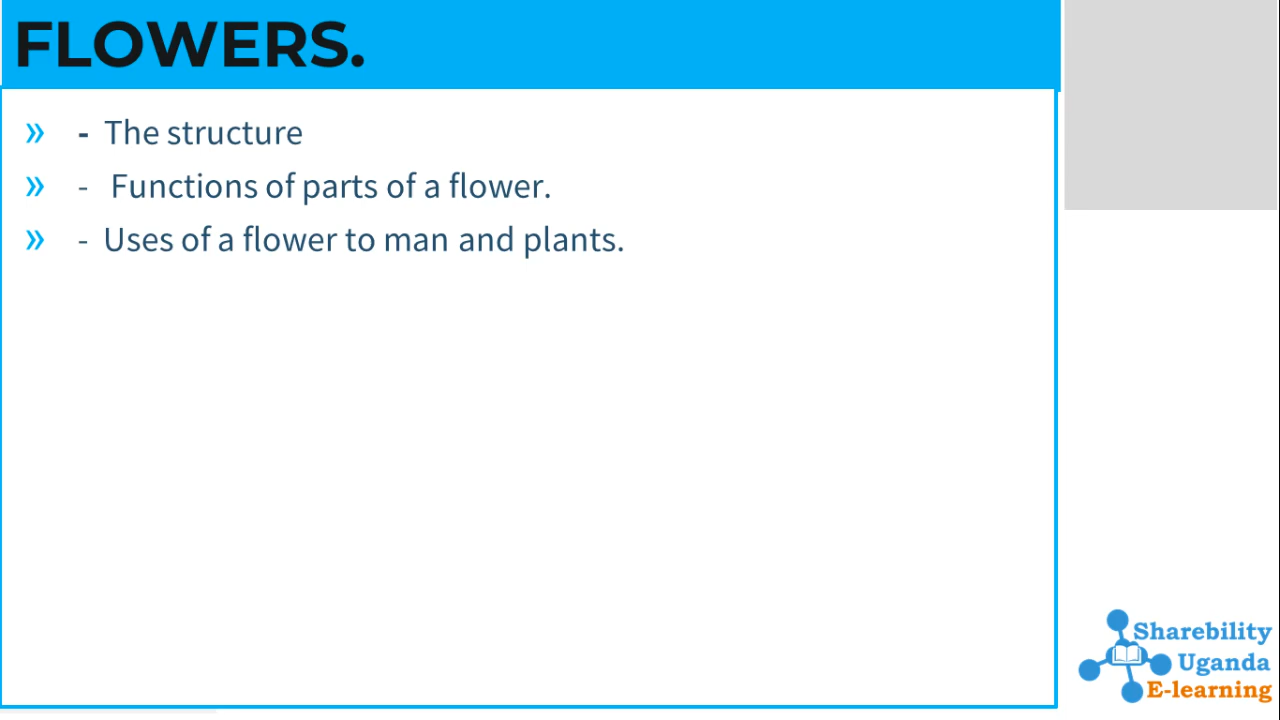 FLOWERS.
» - The structure
» - Functions of parts of a flower.
» - Uses of a flower to man and plants.
Sharebility
Uganda
E-learning